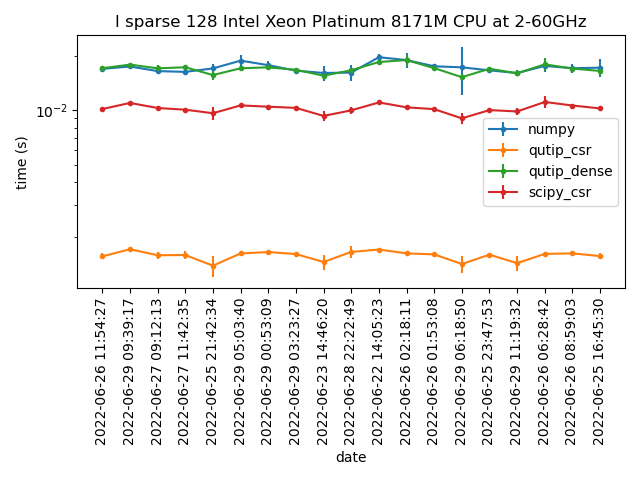 l sparse 128 Intel Xeon Platinum 8171M CPU at 2-60GHz
time (s)
10⁻²
numpy
qutip_csr
qutip_dense
scipy_csr
2022-06-26 11:54:27
2022-06-29 09:39:17
2022-06-27 09:12:13
2022-06-27 11:42:35
2022-06-25 21:42:34
2022-06-29 05:03:40
2022-06-29 00:53:09
2022-06-29 03:23:27
2022-06-23 14:46:20
2022-06-28 22:22:49
2022-06-22 14:05:23
2022-06-26 02:18:11
2022-06-26 01:53:08
2022-06-29 06:18:50
2022-06-25 23:47:53
2022-06-29 11:19:32
2022-06-28 06:28:42
2022-06-26 08:59:03
2022-06-25 16:45:30
date